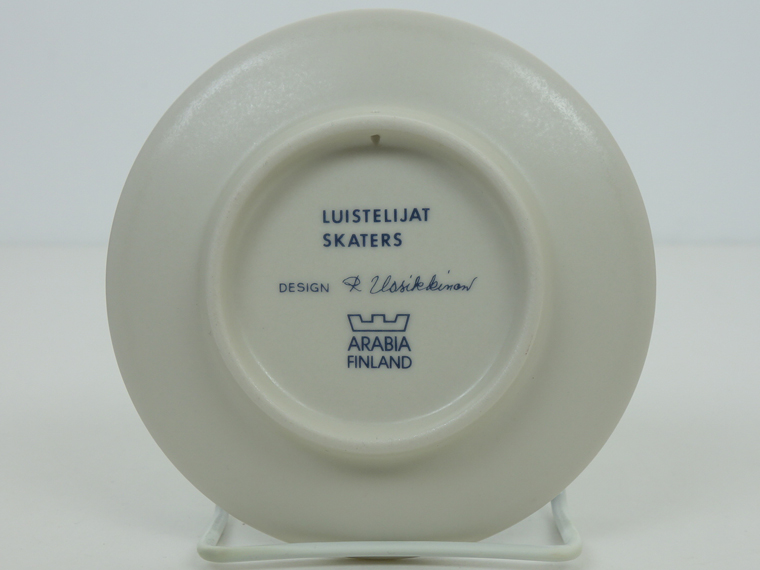 LUISTELIJAT
SKATERS
DESIGN R Uosikkinen
ARABIA
FINLAND